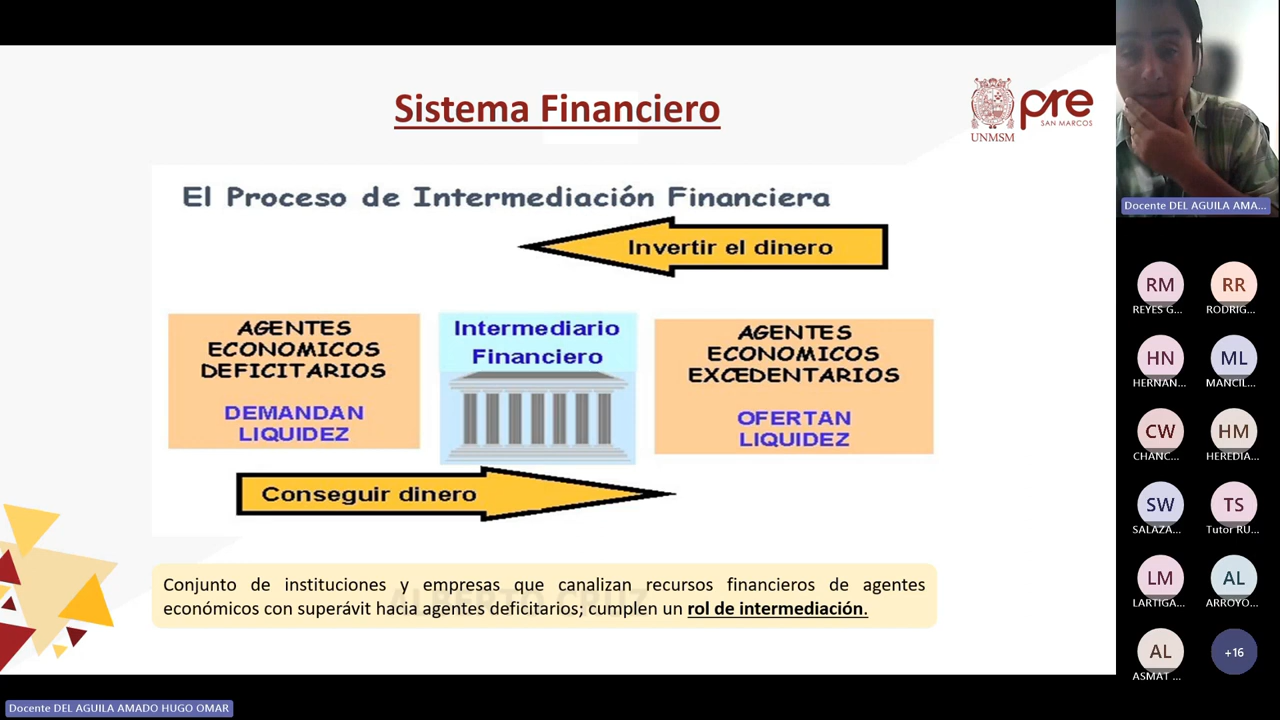 Sistema Financiero
UNMSM
pre
SAN MARCOS
El Proceso de Intermediación Financiera
Invertir el dinero
AGENTES
ECONOMICOS
DEFICITARIOS
DEMANDAN
LIQUIDEZ
Intermediario
Financiero
AGENTES
ECONOMICOS
EXCEDENTARIOS
OFERTAN
LIQUIDEZ
Conseguir dinero
Conjunto de instituciones y empresas que canalizan recursos financieros de agentes
económicos con superávit hacia agentes deficitarios; cumplen un rol de intermediación.
ALBERTO CRUZ
Docente DEL AGUILA AMADO HUGO OMAR
Docente DEL AGUILA AMA...
RM RR
REYES G... RODRIG...
HN ML
HERNAN... MANCIL...
CW HM
CHANC... HEREDIA...
SW TS
SALAZA... Tutor RU...
LM AL
LARTIGA... ARROYO...
AL +16
ASMAT ...